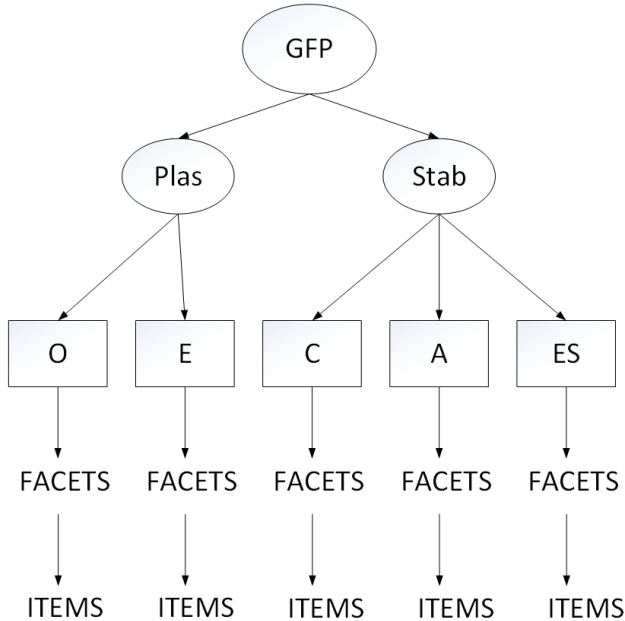 GFP
Plas Stab
O E C A ES
FACETS FACETS FACETS FACETS FACETS
ITEMS ITEMS ITEMS ITEMS ITEMS